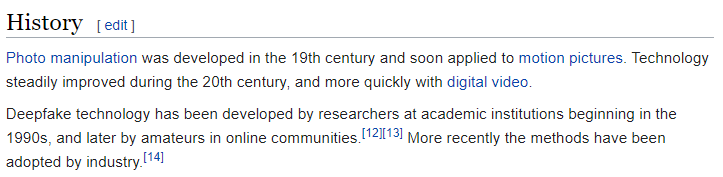 History [ edit ]
Photo manipulation was developed in the 19th century and soon applied to motion pictures. Technology
steadily improved during the 20th century, and more quickly with digital video.
Deepfake technology has been developed by researchers at academic institutions beginning in the
1990s, and later by amateurs in online communities.[12][13] More recently the methods have been
adopted by industry.[14]